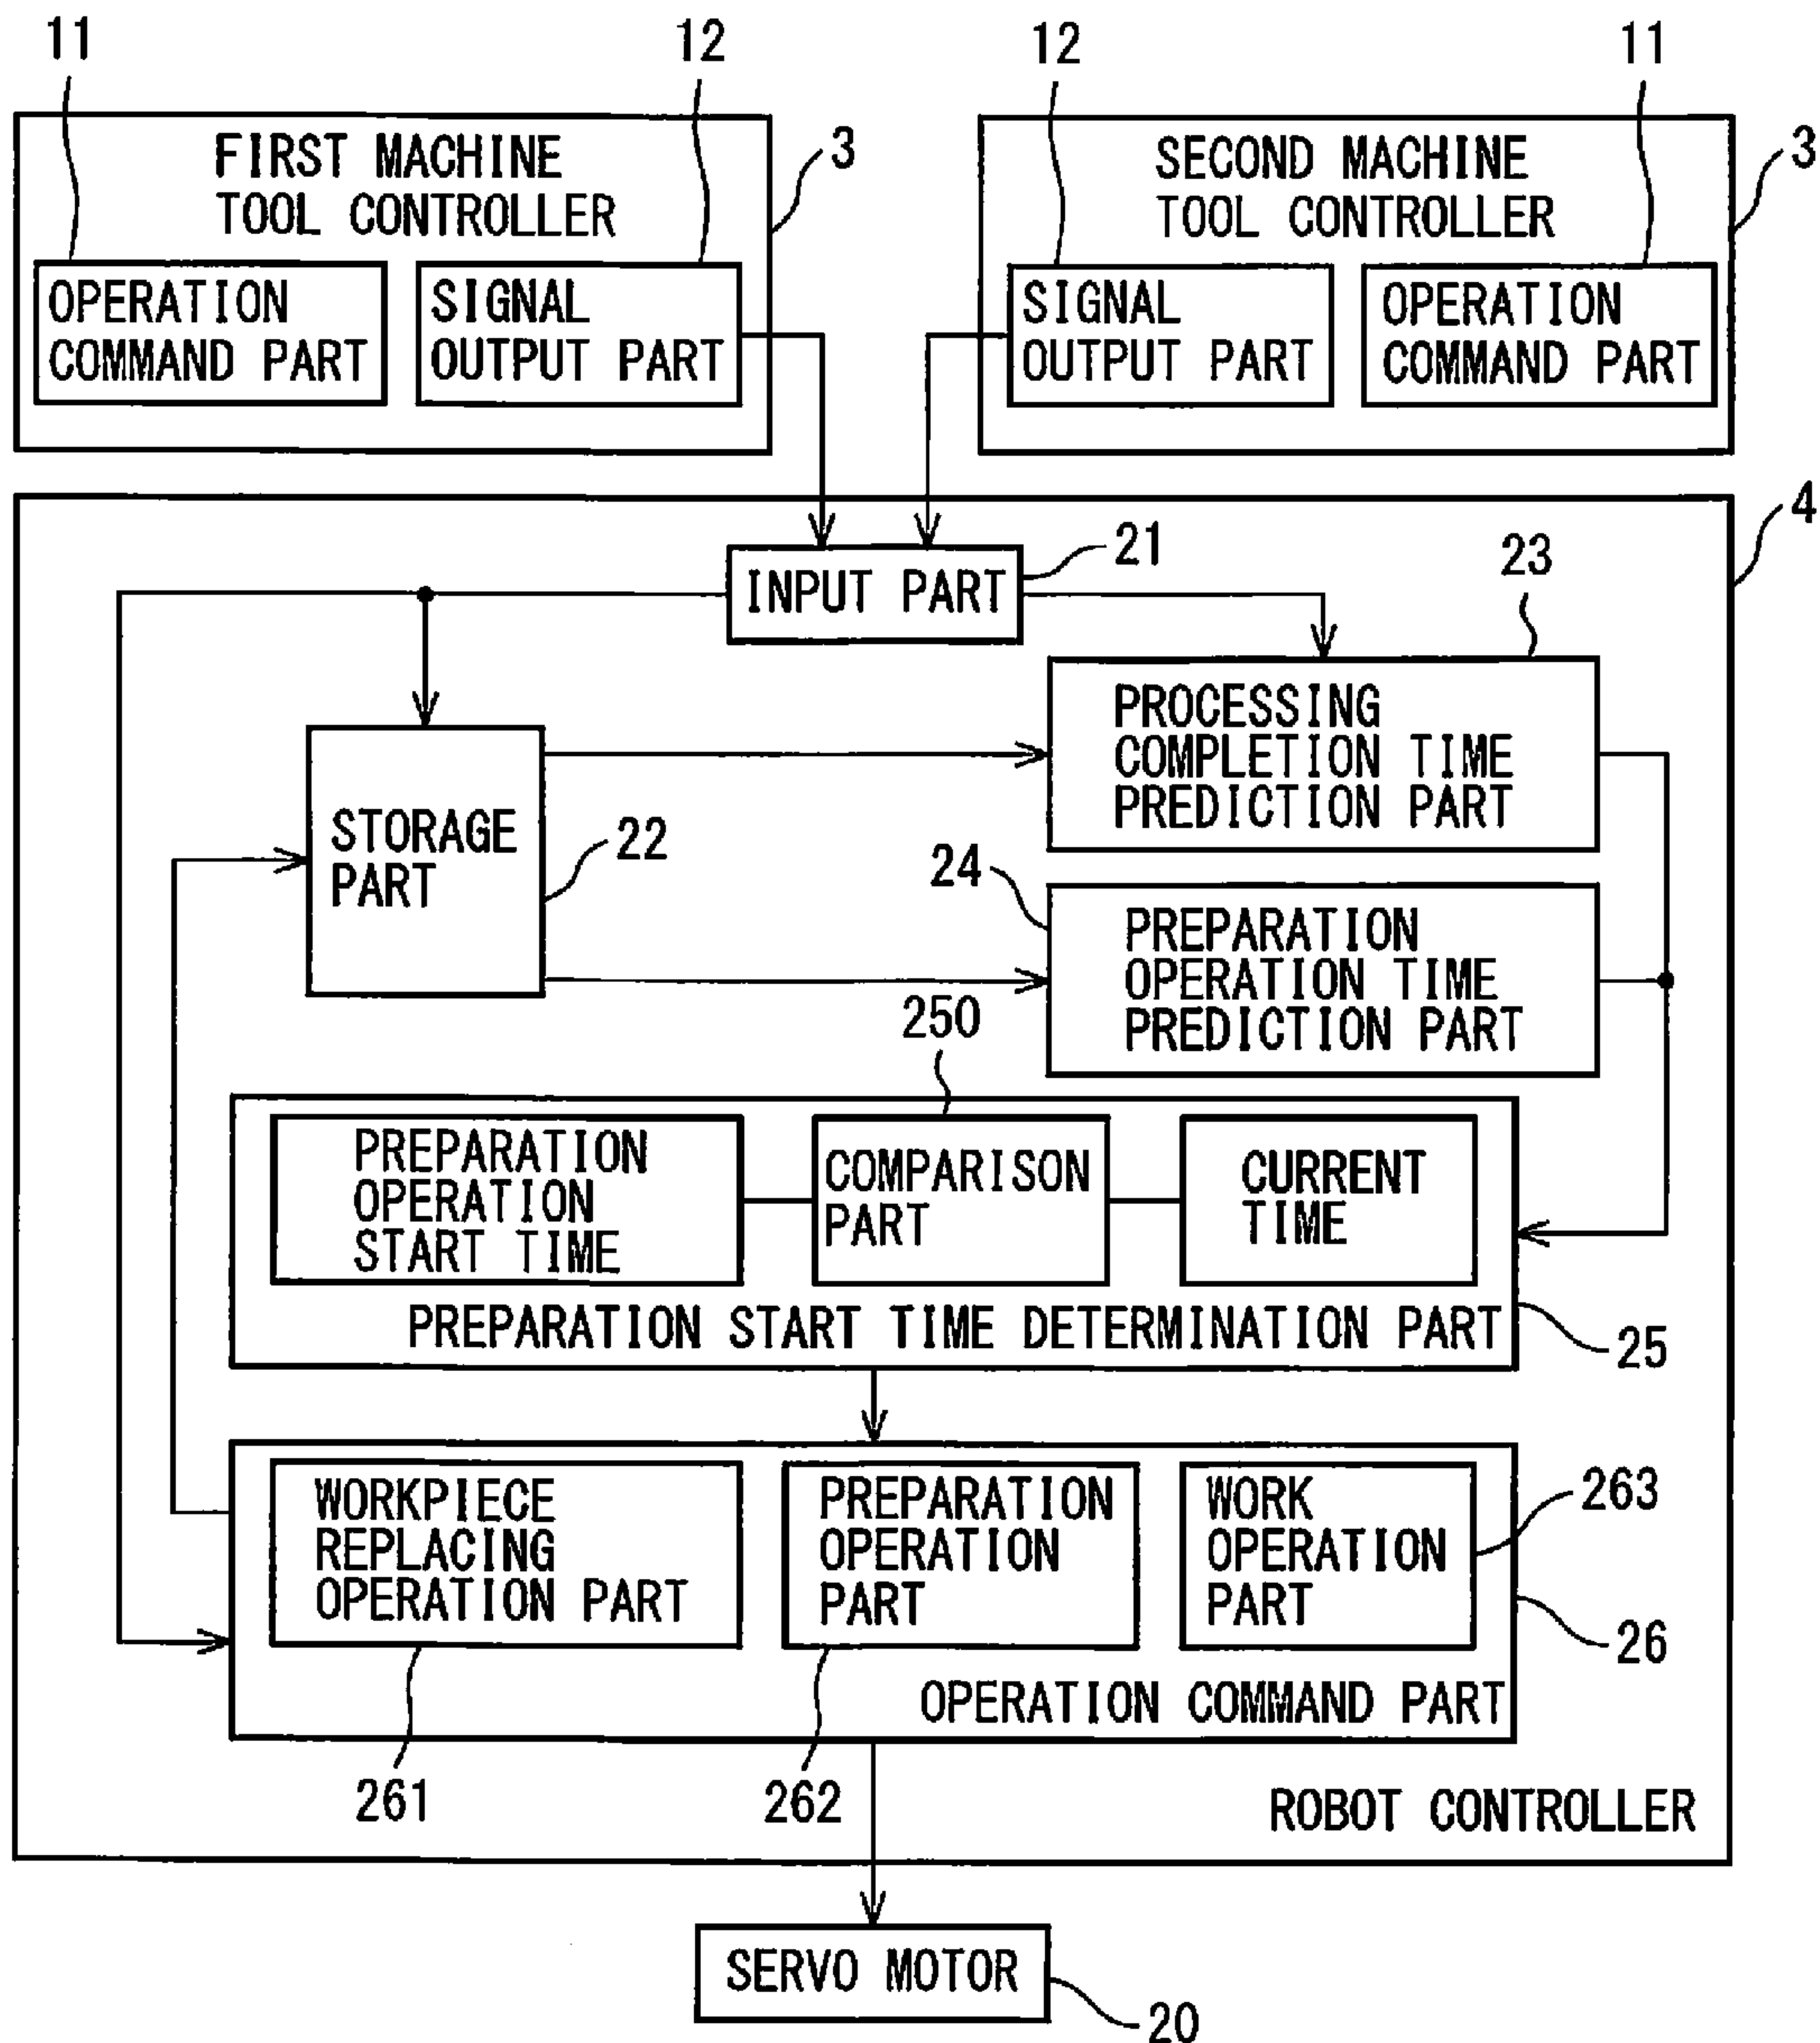 11
12
12
11
FIRST MACHINE
TOOL CONTROLLER
3
SECOND MACHINE
TOOL CONTROLLER
3
OPERATION
COMMAND PART
SIGNAL
OUTPUT PART
SIGNAL
OUTPUT PART
OPERATION
COMMAND PART
4
21
INPUT PART
23
PROCESSING
COMPLETION TIME
PREDICTION PART
STORAGE
PART
22
24
PREPARATION
OPERATION TIME
PREDICTION PART
250
PREPARATION
OPERATION
START TIME
COMPARISON
PART
CURRENT
TIME
PREPARATION START TIME DETERMINATION PART
25
WORKPIECE
REPLACING
OPERATION PART
PREPARATION
OPERATION
PART
WORK
OPERATION
PART
263
26
OPERATION COMMAND PART
261
262
ROBOT CONTROLLER
SERVO MOTOR
20